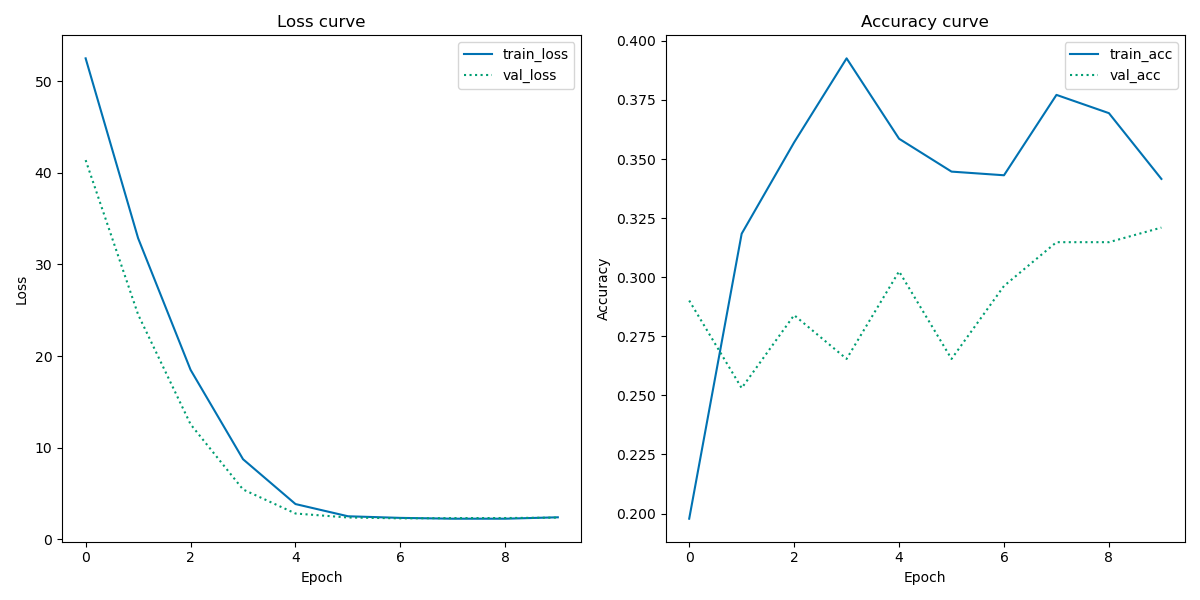 Loss curve
train_loss
val_loss
50
40
30
20
10
0
Loss
0 2 4 6 8
Epoch
Accuracy curve
train_acc
val_acc
0.400
0.375
0.350
0.325
0.300
0.275
0.250
0.225
0.200
Accuracy
0 2 4 6 8
Epoch